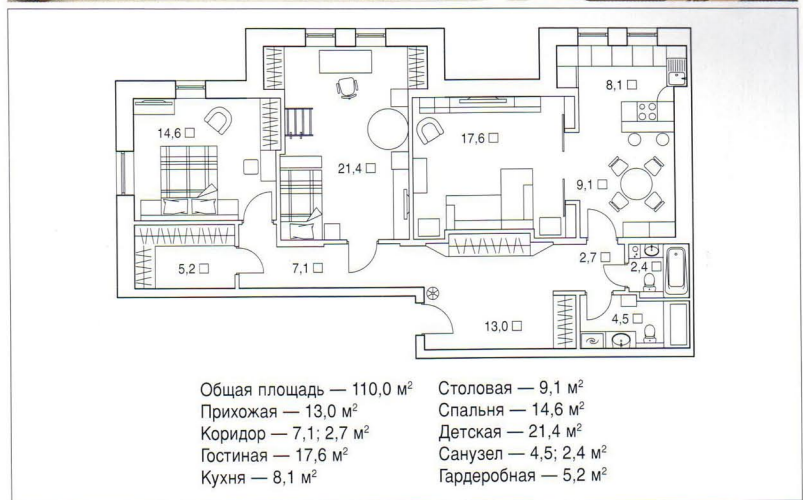 8,1
14,6
17,6
21,4
9,1
5,2
7,1
2,7
2,4
13,0
4,5
Общая площадь — 110,0 м²
Прихожая — 13,0 м²
Коридор — 7,1; 2,7 м²
Гостиная — 17,6 м²
Кухня — 8,1 м²
Столовая — 9,1 м²
Спальня — 14,6 м²
Детская — 21,4 м²
Санузел — 4,5; 2,4 м²
Гардеробная — 5,2 м²